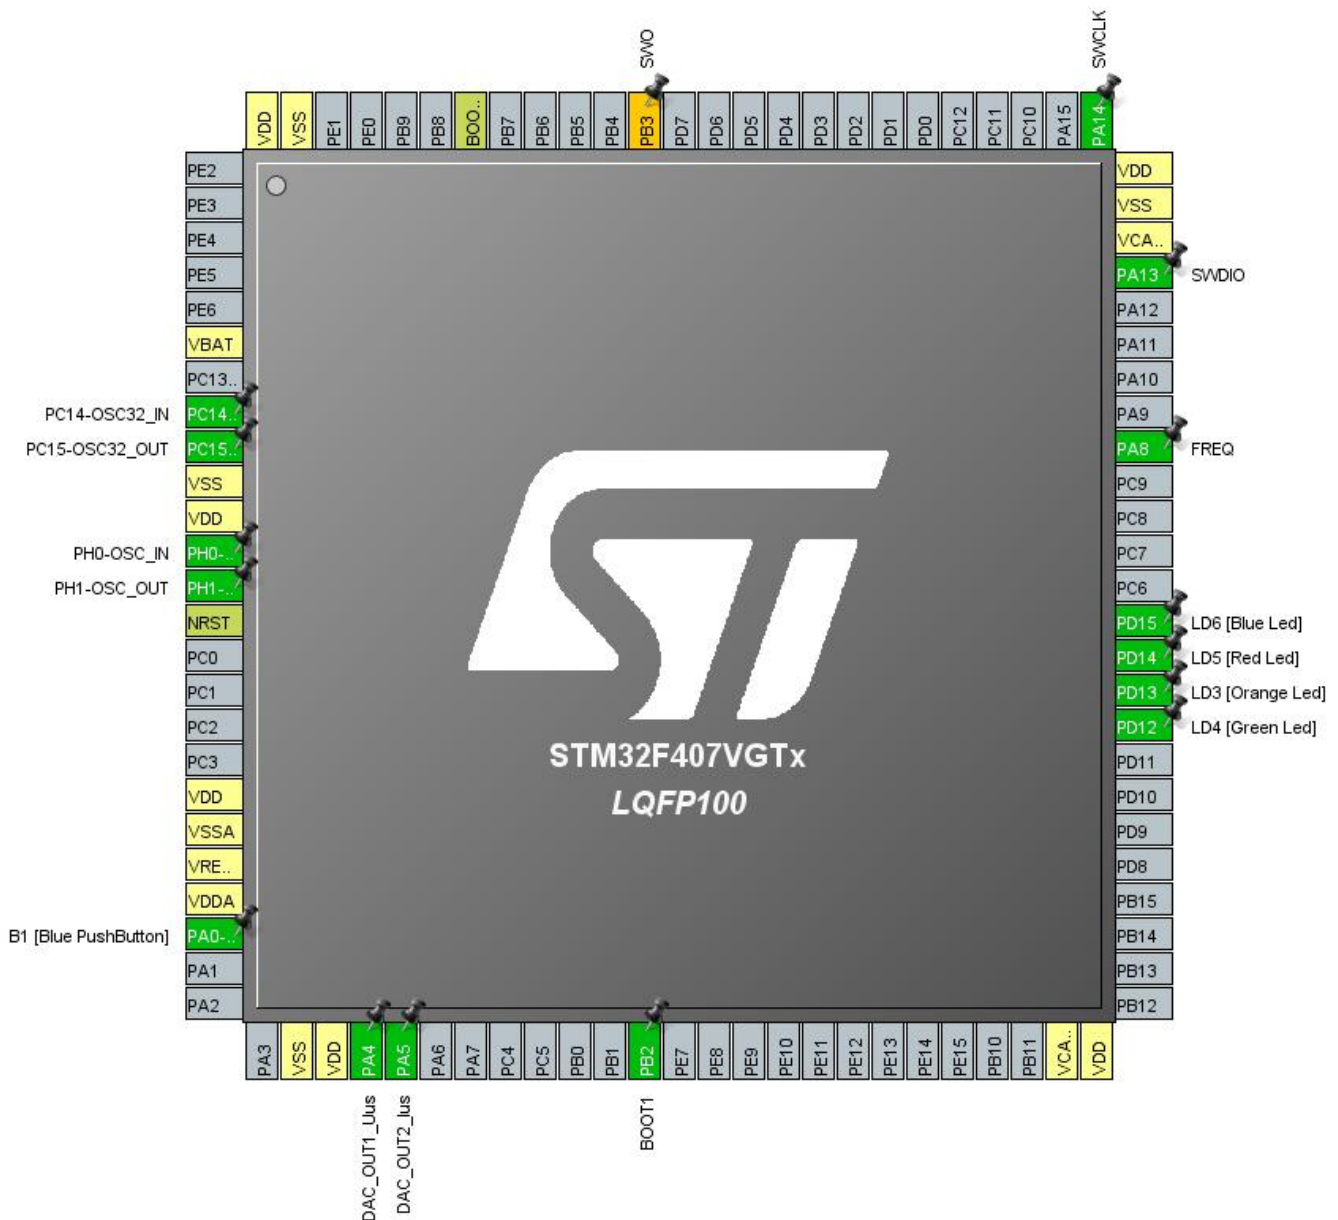 SWO
SWCLK
VDD
VSS
PE1
PE0
PB9
PB8
BOO..
PB7
PB6
PB5
PB4
PB3
PD7
PD6
PD5
PD4
PD3
PD2
PD1
PD0
PC12
PC11
PC10
PA15
PA14
PE2
PE3
PE4
PE5
PE6
VBAT
PC13..
PC14-OSC32_IN PC14..
PC15-OSC32_OUT PC15..
VSS
VDD
PH0-OSC_IN PH0-..
PH1-OSC_OUT PH1-..
NRST
PC0
PC1
PC2
PC3
VDD
VSSA
VRE..
VDDA
B1 [Blue PushButton] PA0-..
PA1
PA2
ST
STM32F407VGTx
LQFP100
VDD
VSS
VCA..
PA13 SWDIO
PA12
PA11
PA10
PA9
PA8 FREQ
PC9
PC8
PC7
PC6
PD15 LD6 [Blue Led]
PD14 LD5 [Red Led]
PD13 LD3 [Orange Led]
PD12 LD4 [Green Led]
PD11
PD10
PD9
PD8
PB15
PB14
PB13
PB12
PA3
VSS
VDD
PA4
PA5
PA6
PA7
PC4
PC5
PB0
PB1
PB2
PE7
PE8
PE9
PE10
PE11
PE12
PE13
PE14
PE15
PB10
PB11
VCA..
VDD
DAC_OUT1_Uus
DAC_OUT2_Ius
BOOT1